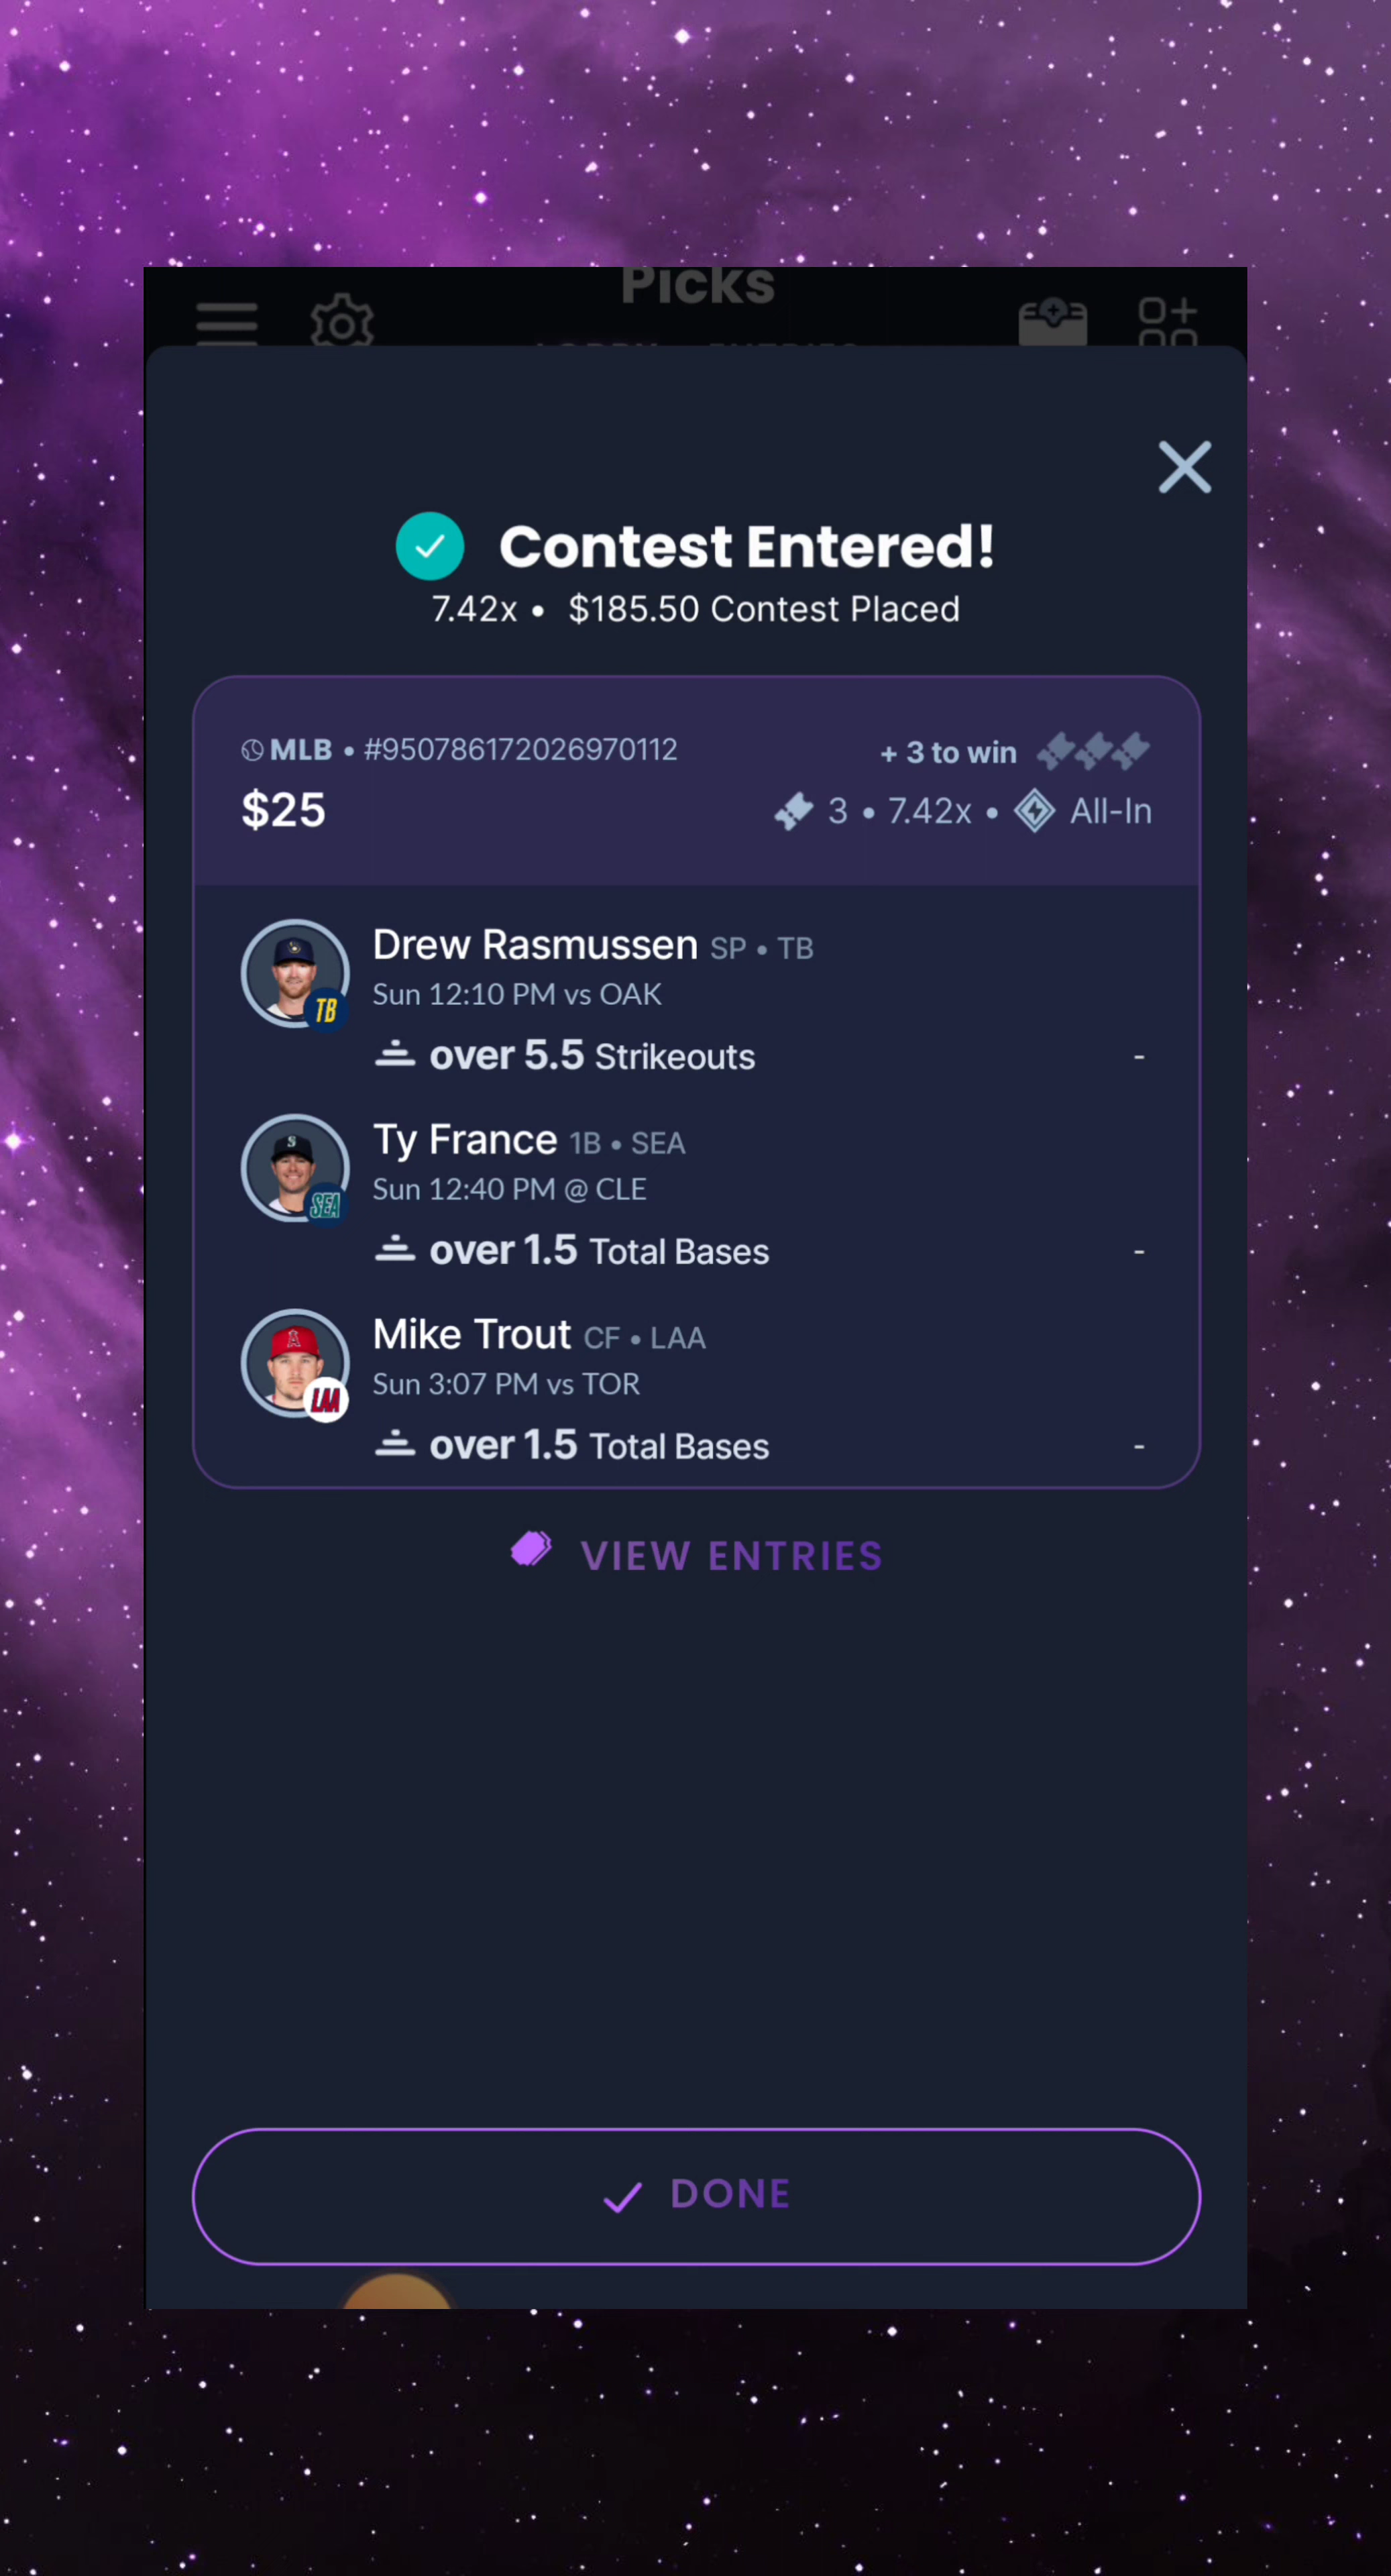 Picks
Contest Entered!
7.42x • $185.50 Contest Placed
MLB • #950786172026970112
+ 3 to win
$25
3 • 7.42x • All-In
Drew Rasmussen SP • TB
Sun 12:10 PM vs OAK
TB
over 5.5 Strikeouts -
Ty France 1B • SEA
Sun 12:40 PM @ CLE
S
SEA
over 1.5 Total Bases -
Mike Trout CF • LAA
Sun 3:07 PM vs TOR
A
LAA
over 1.5 Total Bases -
VIEW ENTRIES
DONE